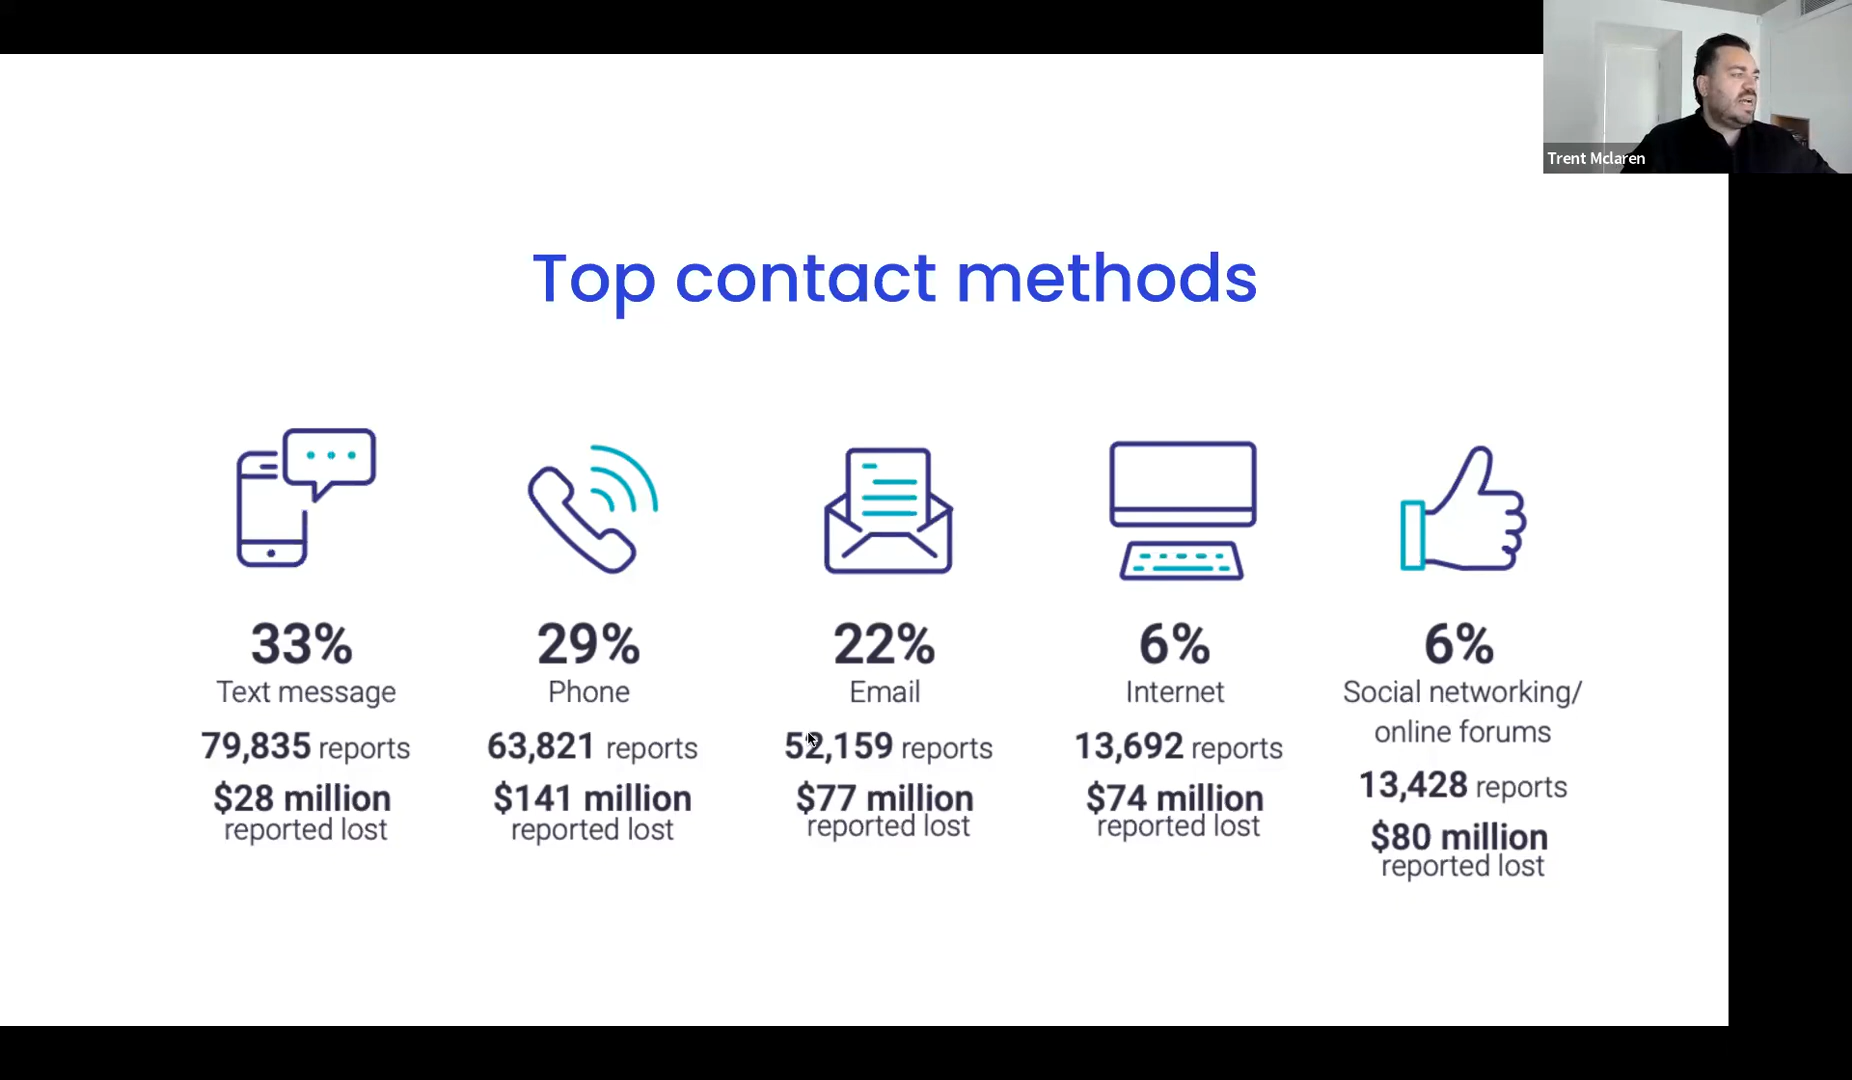 Trent Mclaren
Top contact methods
33%
Text message
79,835 reports
$28 million
reported lost
29%
Phone
63,821 reports
$141 million
reported lost
22%
Email
52,159 reports
$77 million
reported lost
6%
Internet
13,692 reports
$74 million
reported lost
6%
Social networking/
online forums
13,428 reports
$80 million
reported lost